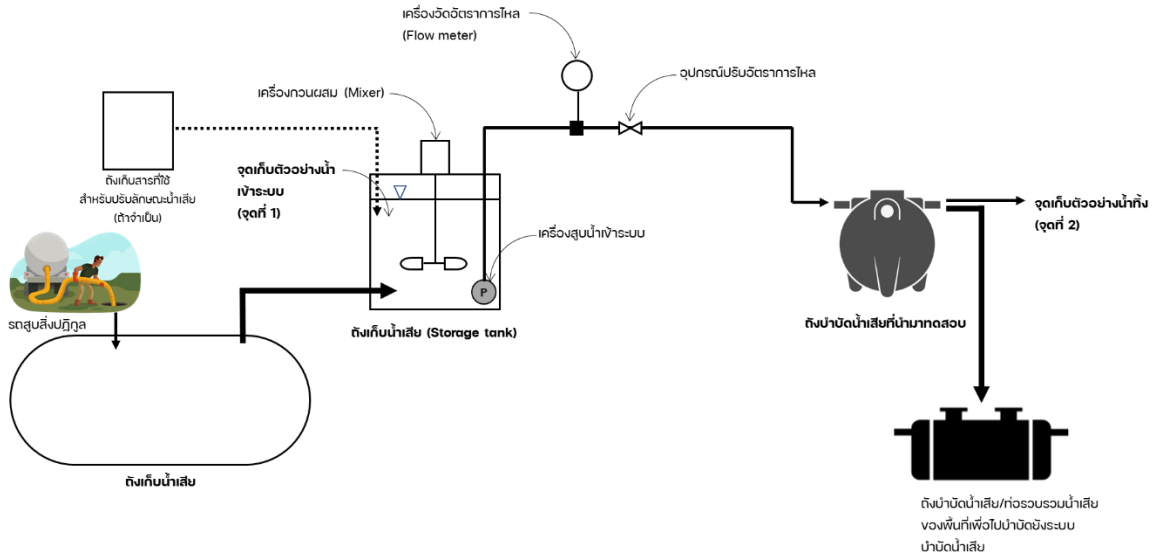 เครื่องวัดอัตราการไหล
(Flow meter)
อุปกรณ์ปรับอัตราการไหล
เครื่องกวนผสม (Mixer)
ถังเก็บสารที่ใช้
สำหรับปรับลักษณะน้ำเสีย
(ถ้าจำเป็น)
จุดเก็บตัวอย่างน้ำ
เข้าระบบ
(จุดที่ 1)
เครื่องสูบน้ำเข้าระบบ
P
จุดเก็บตัวอย่างน้ำทิ้ง
(จุดที่ 2)
รถสูบสิ่งปฏิกูล
ถังเก็บน้ำเสีย (Storage tank)
ถังบำบัดน้ำเสียที่นำมาทดสอบ
ถังเก็บน้ำเสีย
ถังบำบัดน้ำเสีย/ท่อรวบรวมน้ำเสีย
ของพื้นที่เพื่อไปบำบัดยังระบบ
บำบัดน้ำเสีย